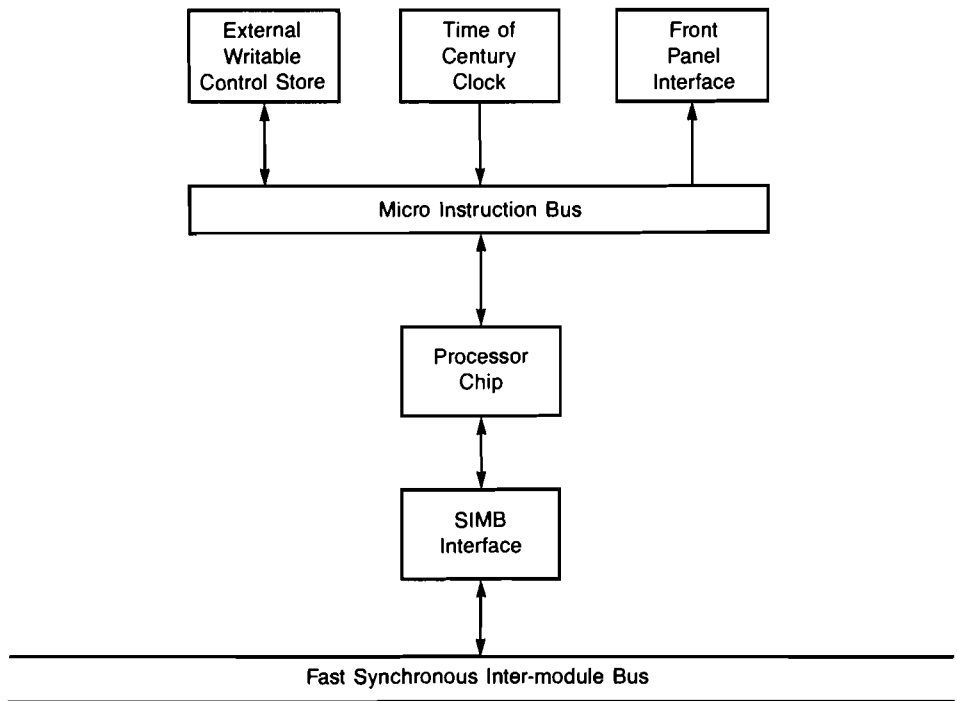 External
Writable
Control Store
Time of
Century
Clock
Front
Panel
Interface
Micro Instruction Bus
Processor
Chip
SIMB
Interface
Fast Synchronous Inter-module Bus